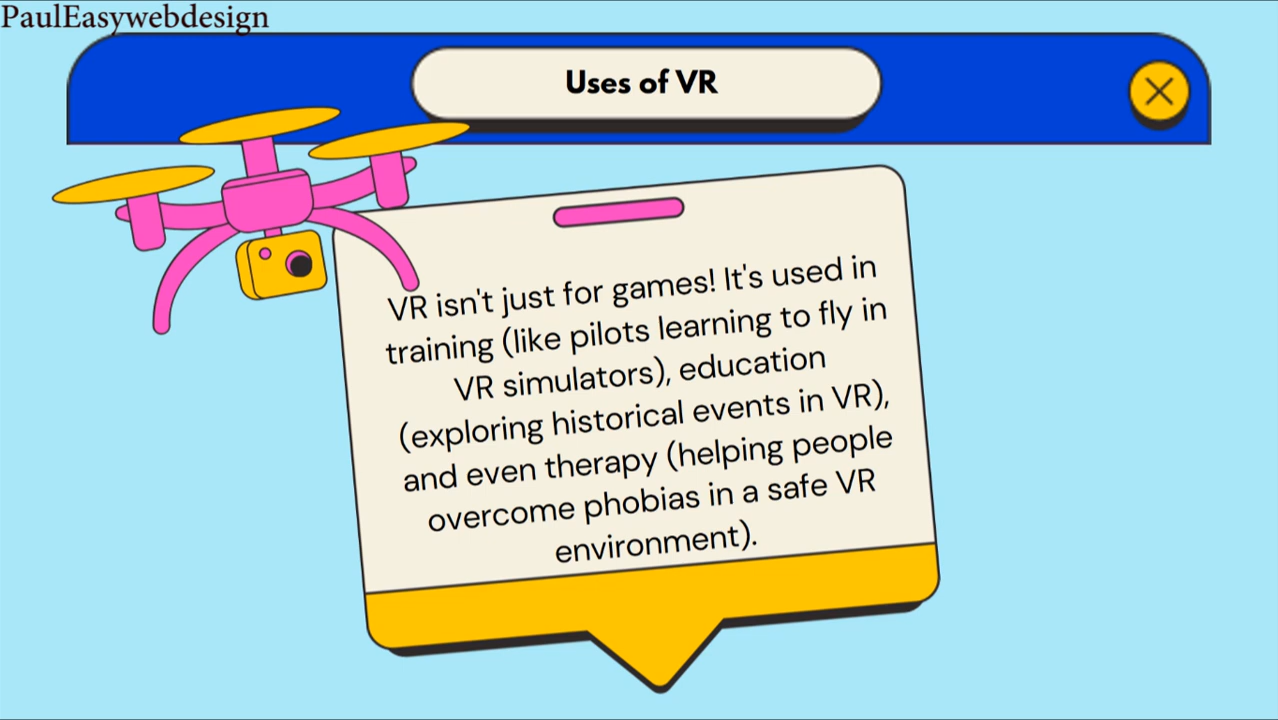 PaulEasywebdesign
Uses of VR
VR isn't just for games! It's used in
training (like pilots learning to fly in
VR simulators), education
(exploring historical events in VR),
and even therapy (helping people
overcome phobias in a safe VR
environment).